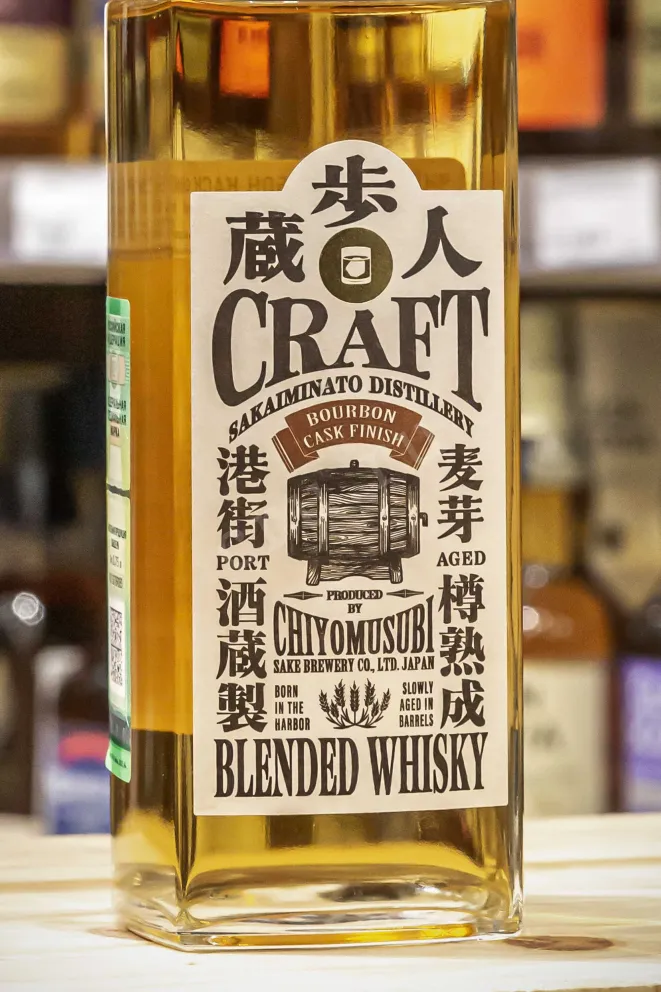 歩
蔵 人
CRAFT
SAKAIMINATO DISTILLERY
BOURBON
CASK FINISH
港街
PORT
酒蔵製
麦芽
AGED
樽熟成
PRODUCED
BY
CHIYOMUSUBI
SAKE BREWERY CO., LTD. JAPAN
BORN
IN THE
HARBOR
SLOWLY
AGED IN
BARRELS
BLENDED WHISKY